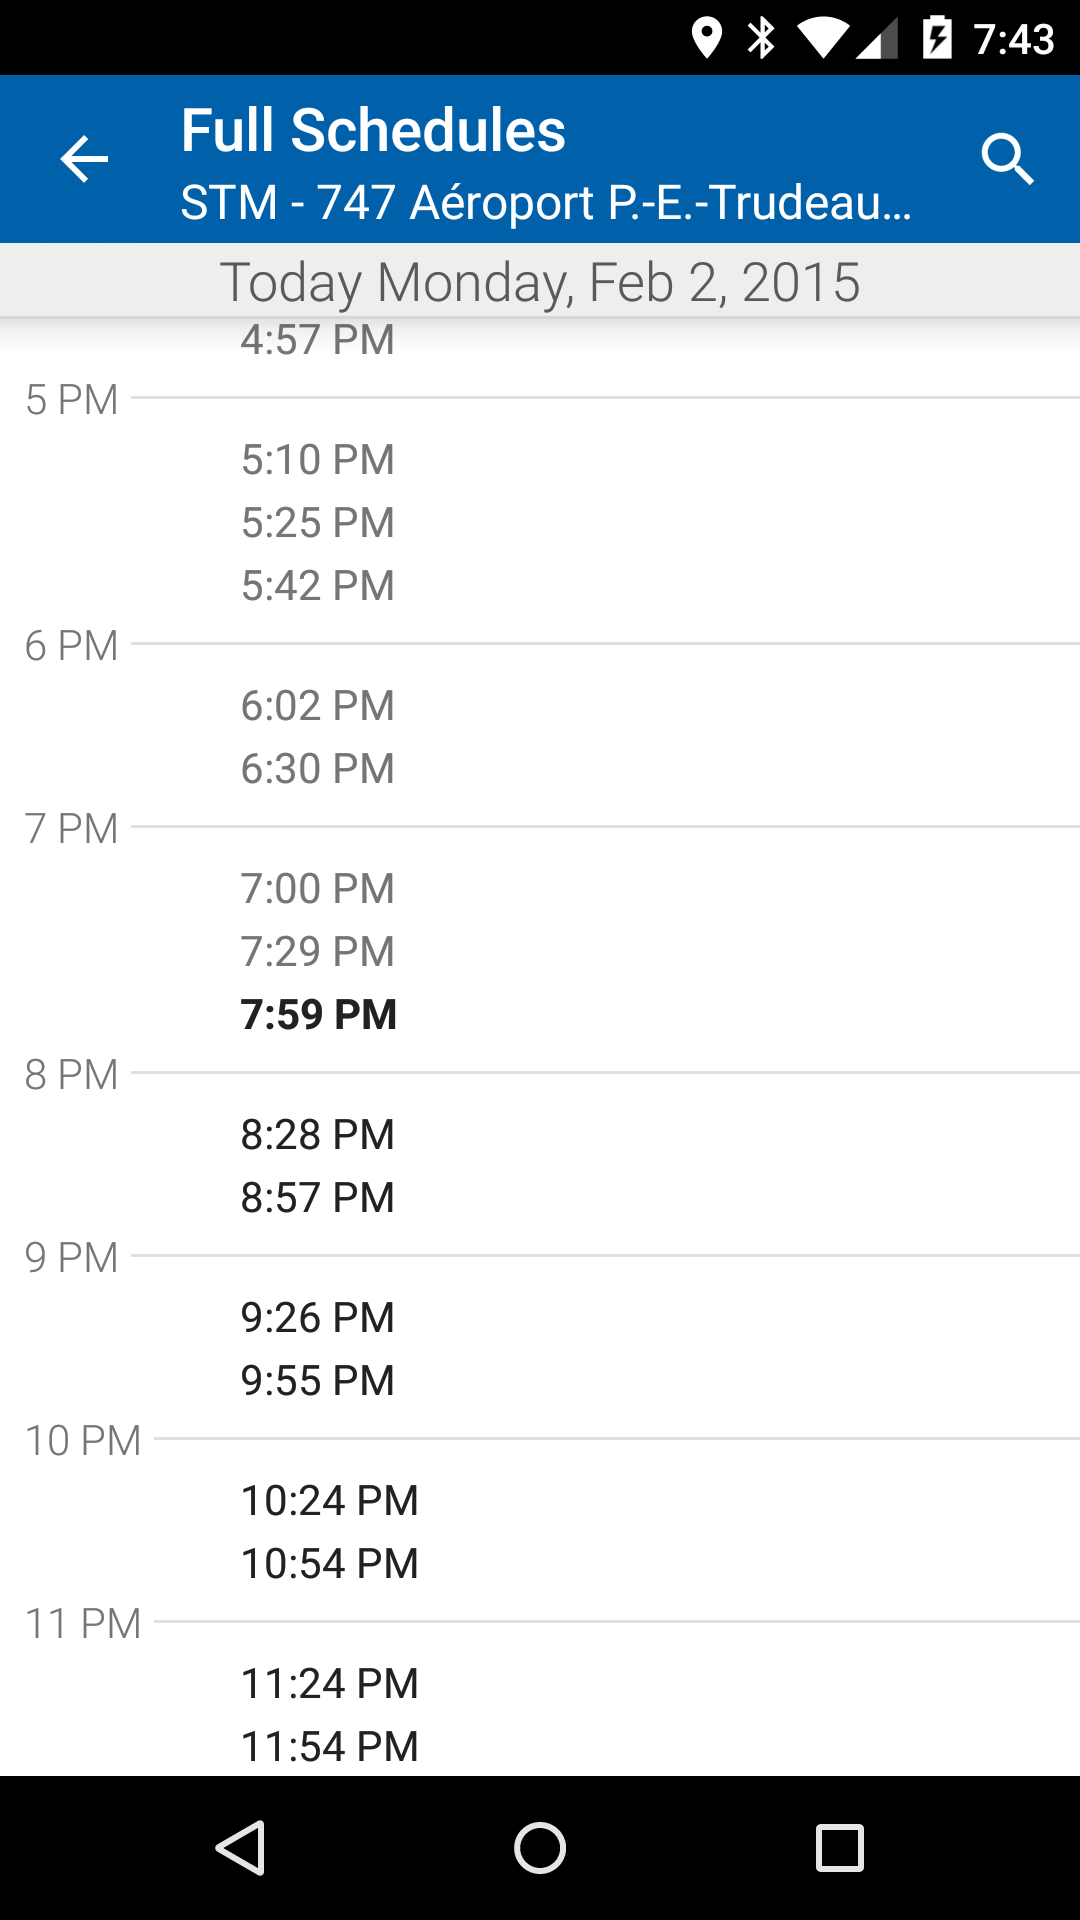 7:43
Full Schedules
STM - 747 Aéroport P.-E.-Trudeau...
Today Monday, Feb 2, 2015
4:57 PM
5 PM
5:10 PM
5:25 PM
5:42 PM
6 PM
6:02 PM
6:30 PM
7 PM
7:00 PM
7:29 PM
7:59 PM
8 PM
8:28 PM
8:57 PM
9 PM
9:26 PM
9:55 PM
10 PM
10:24 PM
10:54 PM
11 PM
11:24 PM
11:54 PM